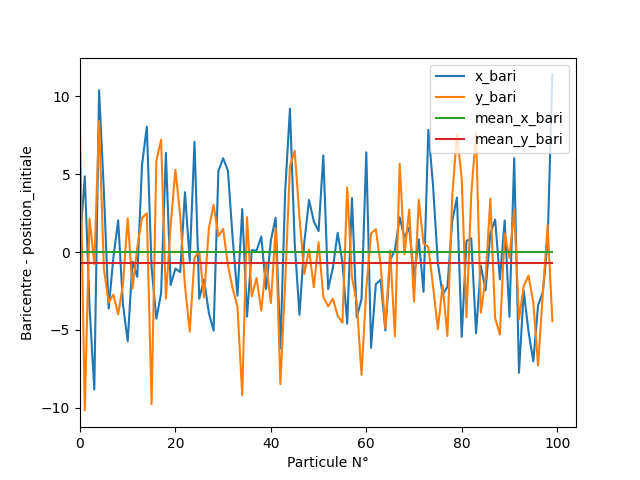 x_bari
y_bari
mean_x_bari
mean_y_bari
10
5
0
−5
−10
Baricentre - position_initiale
0 20 40 60 80 100
Particule N°